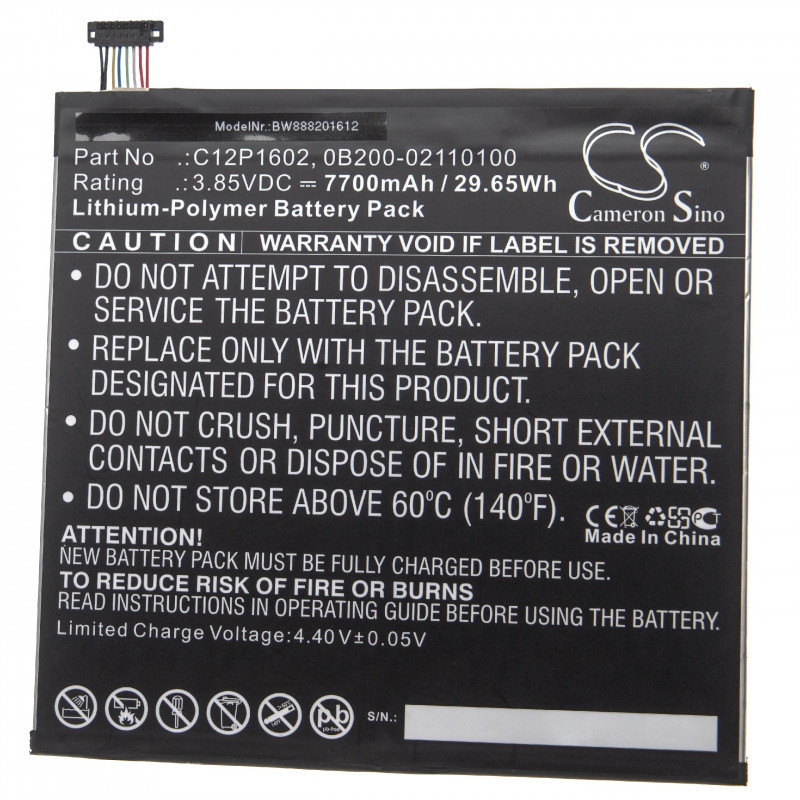 ModelNr.:BW888201612
Part No .:C12P1602, 0B200-02110100
Rating .:3.85VDC ⎓ 7700mAh / 29.65Wh
Lithium-Polymer Battery Pack
CS ®
Cameron Sino
CAUTION WARRANTY VOID IF LABEL IS REMOVED
• DO NOT ATTEMPT TO DISASSEMBLE, OPEN OR
SERVICE THE BATTERY PACK.
• REPLACE ONLY WITH THE BATTERY PACK
DESIGNATED FOR THIS PRODUCT.
• DO NOT CRUSH, PUNCTURE, SHORT EXTERNAL
CONTACTS OR DISPOSE OF IN FIRE OR WATER.
• DO NOT STORE ABOVE 60°C (140°F).
CE
Made In China
ATTENTION!
NEW BATTERY PACK MUST BE FULLY CHARGED BEFORE USE.
TO REDUCE RISK OF FIRE OR BURNS
READ INSTRUCTIONS IN OPERATING GUIDE BEFORE USING THE BATTERY.
Limited Charge Voltage:4.40V±0.05V
pb
pb-free
S/N.: